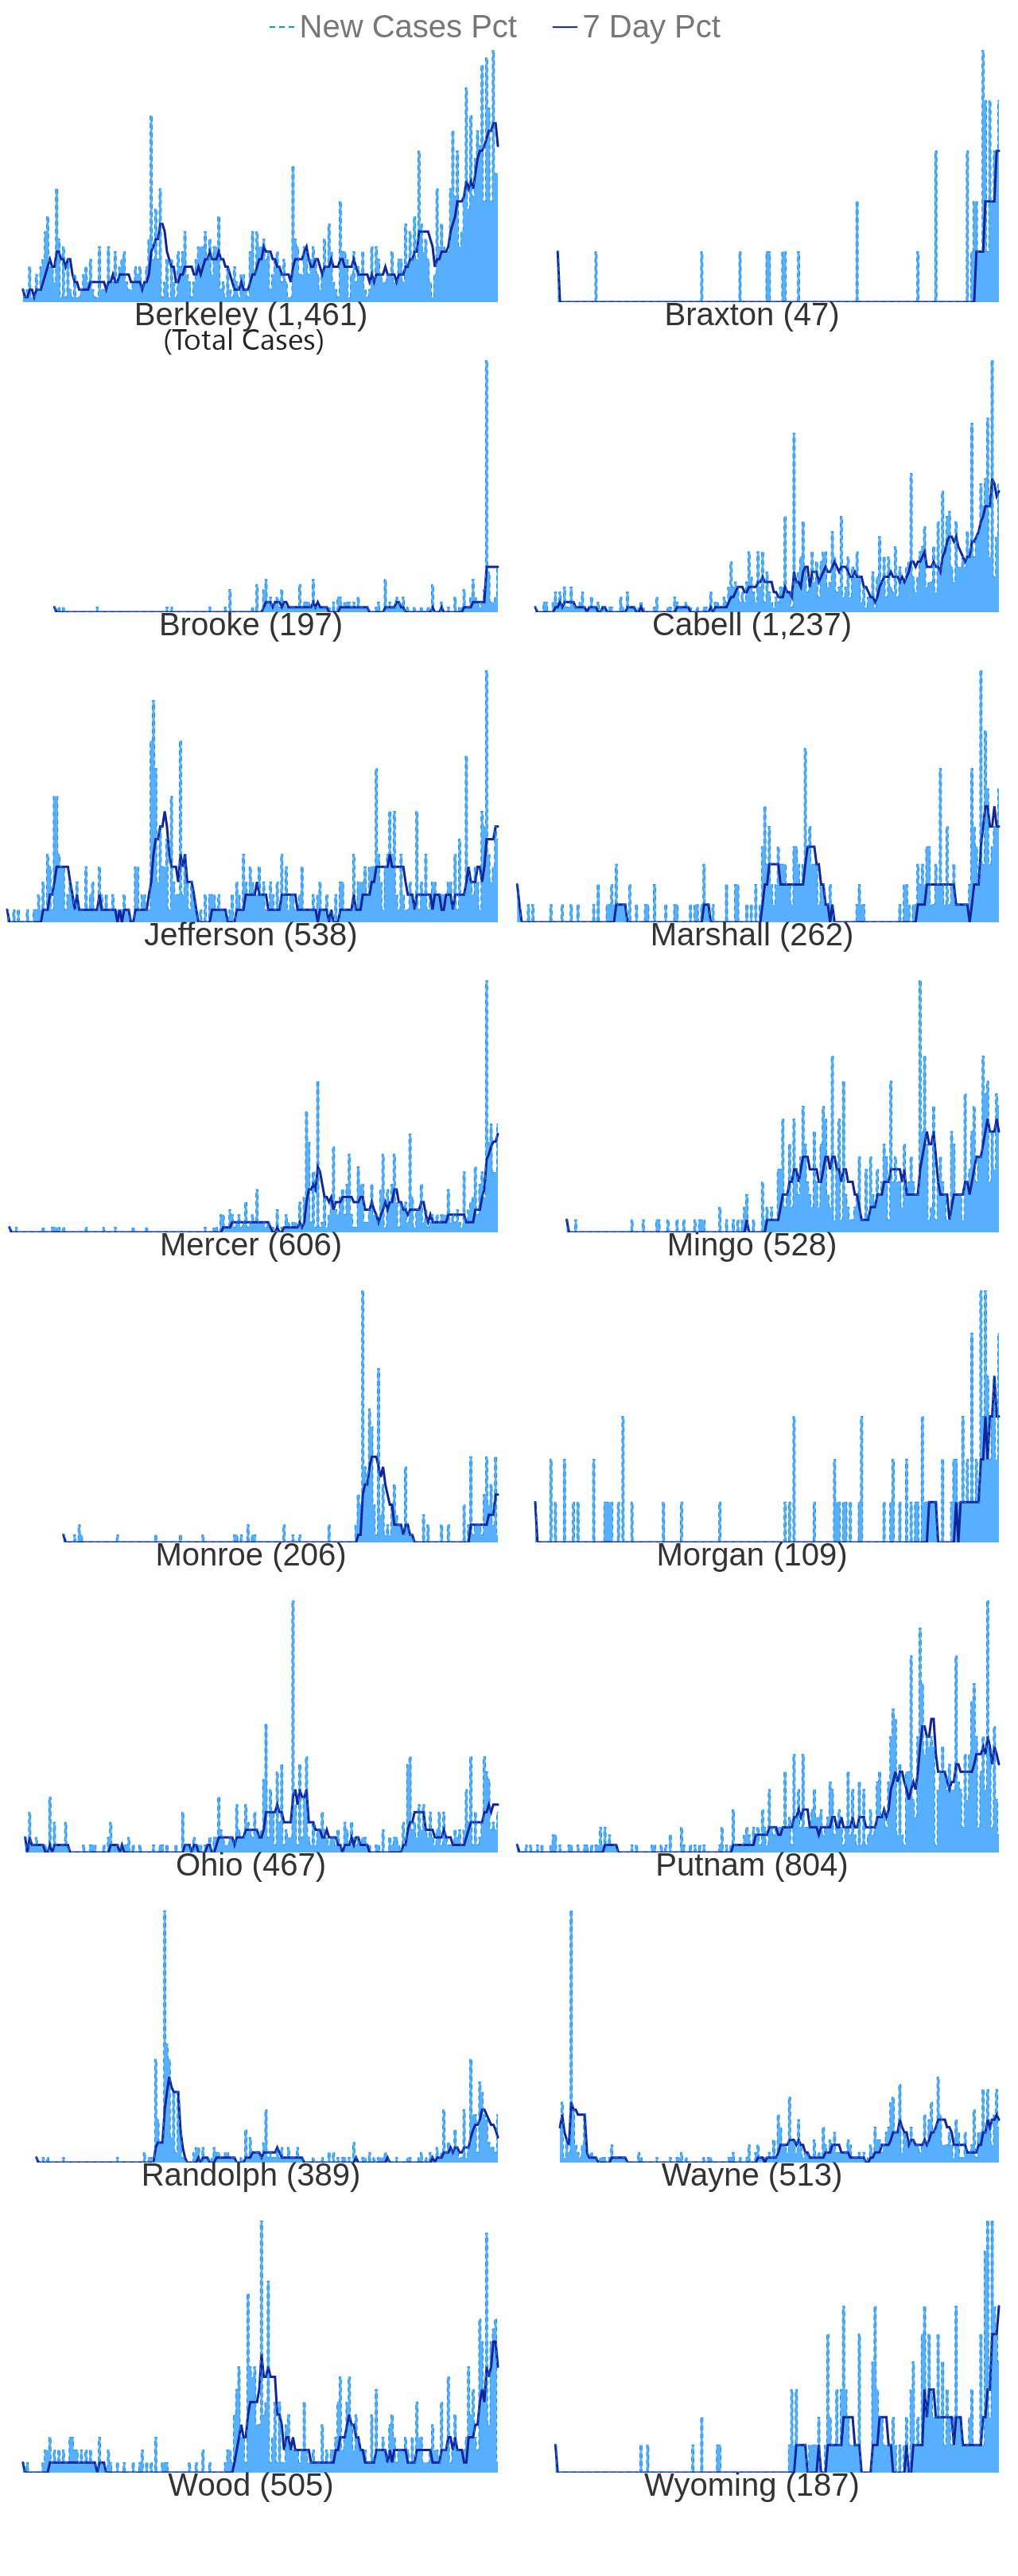 New Cases Pct 7 Day Pct
Berkeley (1,461) Braxton (47)
(Total Cases)
Brooke (197) Cabell (1,237)
Jefferson (538) Marshall (262)
Mercer (606) Mingo (528)
Monroe (206) Morgan (109)
Ohio (467) Putnam (804)
Randolph (389) Wayne (513)
Wood (505) Wyoming (187)